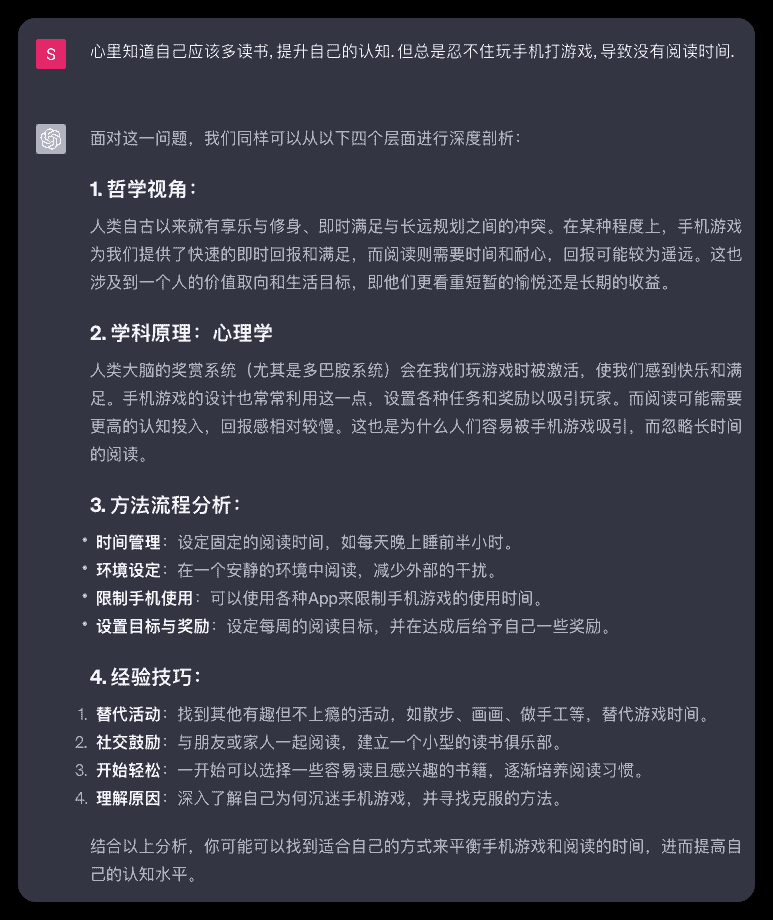 S
心里知道自己应该多读书,提升自己的认知.但总是忍不住玩手机打游戏,导致没有阅读时间.
面对这一问题，我们同样可以从以下四个层面进行深度剖析：
1. 哲学视角：
人类自古以来就有享乐与修身、即时满足与长远规划之间的冲突。在某种程度上，手机游戏
为我们提供了快速的即时回报和满足，而阅读则需要时间和耐心，回报可能较为遥远。这也
涉及到一个人的价值取向和生活目标，即他们更看重短暂的愉悦还是长期的收益。
2. 学科原理：心理学
人类大脑的奖赏系统（尤其是多巴胺系统）会在我们玩游戏时被激活，使我们感到快乐和满
足。手机游戏的设计也常常利用这一点，设置各种任务和奖励以吸引玩家。而阅读可能需要
更高的认知投入，回报感相对较慢。这也是为什么人们容易被手机游戏吸引，而忽略长时间
的阅读。
3. 方法流程分析：
• 时间管理：设定固定的阅读时间，如每天晚上睡前半小时。
• 环境设定：在一个安静的环境中阅读，减少外部的干扰。
• 限制手机使用：可以使用各种App来限制手机游戏的使用时间。
• 设置目标与奖励：设定每周的阅读目标，并在达成后给予自己一些奖励。
4. 经验技巧：
1. 替代活动：找到其他有趣但不上瘾的活动，如散步、画画、做手工等，替代游戏时间。
2. 社交鼓励：与朋友或家人一起阅读，建立一个小型的读书俱乐部。
3. 开始轻松：一开始可以选择一些容易读且感兴趣的书籍，逐渐培养阅读习惯。
4. 理解原因：深入了解自己为何沉迷手机游戏，并寻找克服的方法。
结合以上分析，你可能可以找到适合自己的方式来平衡手机游戏和阅读的时间，进而提高自
己的认知水平。